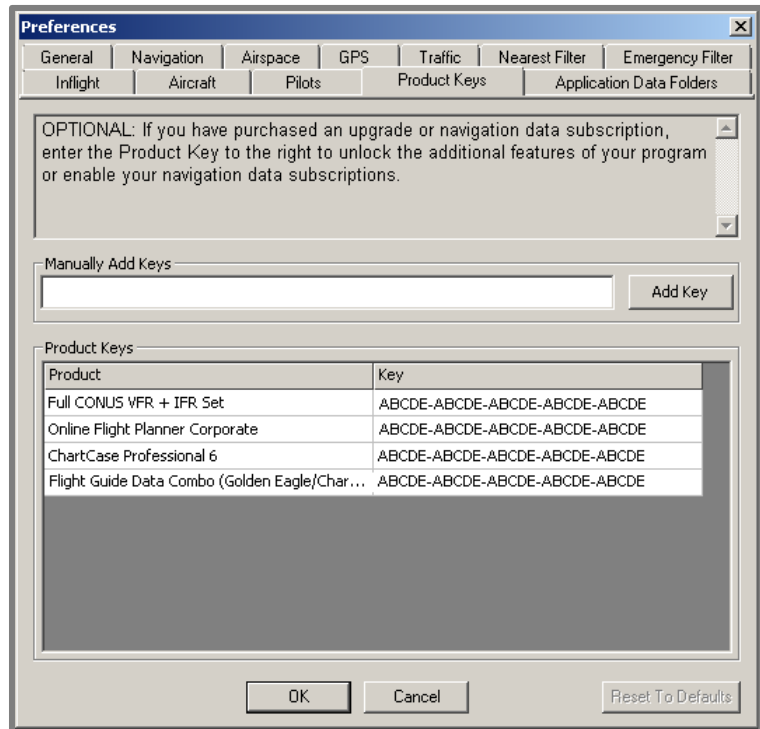 Preferences
General Navigation Airspace GPS Traffic Nearest Filter Emergency Filter
Inflight Aircraft Pilots Product Keys Application Data Folders
OPTIONAL: If you have purchased an upgrade or navigation data subscription,
enter the Product Key to the right to unlock the additional features of your program
or enable your navigation data subscriptions.
Manually Add Keys
Add Key
Product Keys
Product Key
Full CONUS VFR + IFR Set ABCDE-ABCDE-ABCDE-ABCDE-ABCDE
Online Flight Planner Corporate ABCDE-ABCDE-ABCDE-ABCDE-ABCDE
ChartCase Professional 6 ABCDE-ABCDE-ABCDE-ABCDE-ABCDE
Flight Guide Data Combo (Golden Eagle/Char... ABCDE-ABCDE-ABCDE-ABCDE-ABCDE
OK Cancel Reset To Defaults